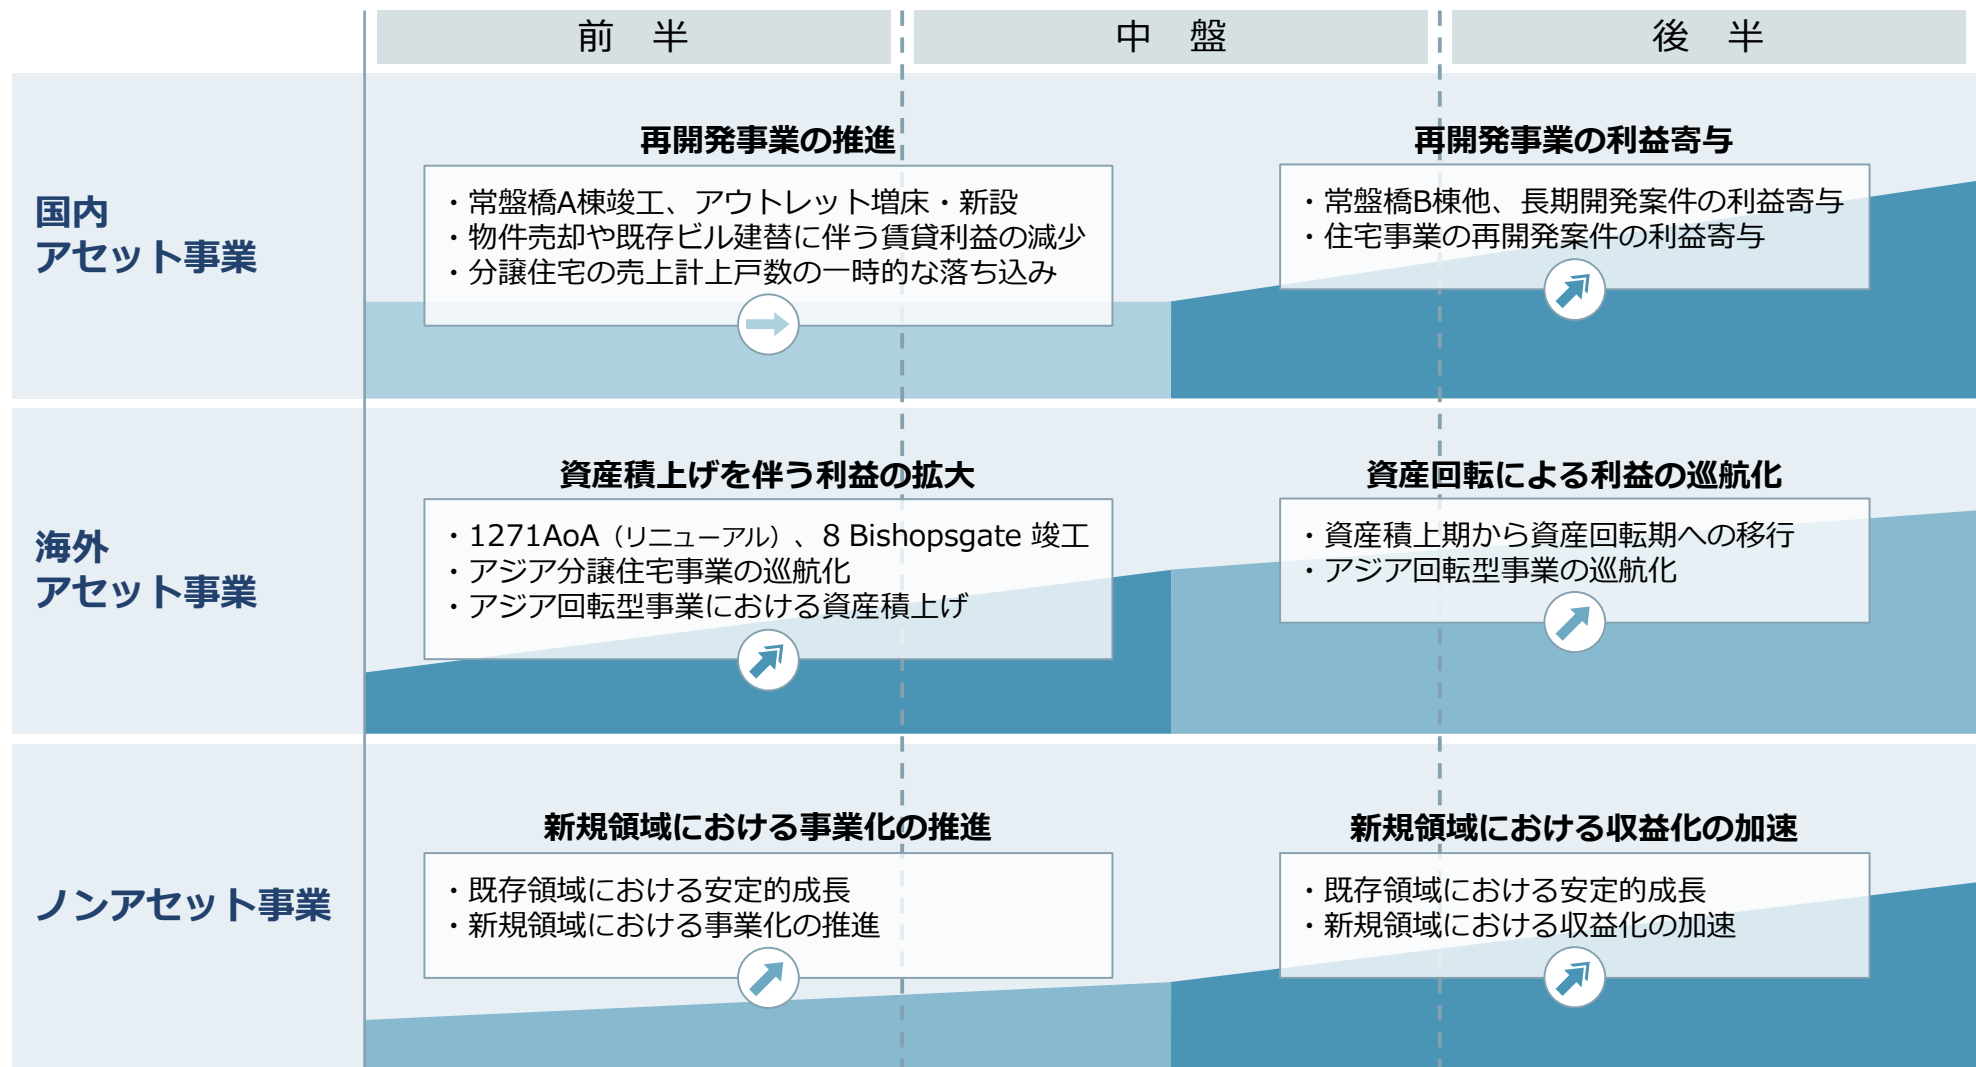 前　半
中　盤
後　半
国内
アセット事業
再開発事業の推進
・常盤橋A棟竣工、アウトレット増床・新設
・物件売却や既存ビル建替に伴う賃貸利益の減少
・分譲住宅の売上計上戸数の一時的な落ち込み
再開発事業の利益寄与
・常盤橋B棟他、長期開発案件の利益寄与
・住宅事業の再開発案件の利益寄与
海外
アセット事業
資産積上げを伴う利益の拡大
・1271AoA（リニューアル）、8 Bishopsgate 竣工
・アジア分譲住宅事業の巡航化
・アジア回転型事業における資産積上げ
資産回転による利益の巡航化
・資産積上期から資産回転期への移行
・アジア回転型事業の巡航化
ノンアセット事業
新規領域における事業化の推進
・既存領域における安定的成長
・新規領域における事業化の推進
新規領域における収益化の加速
・既存領域における安定的成長
・新規領域における収益化の加速